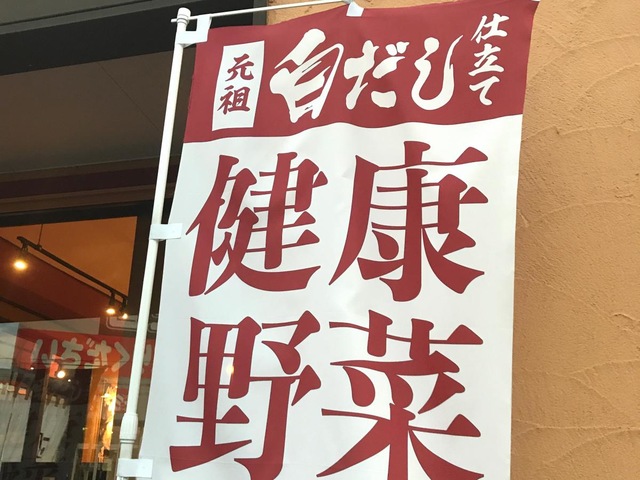 元祖 白だし仕立て
健康
野菜